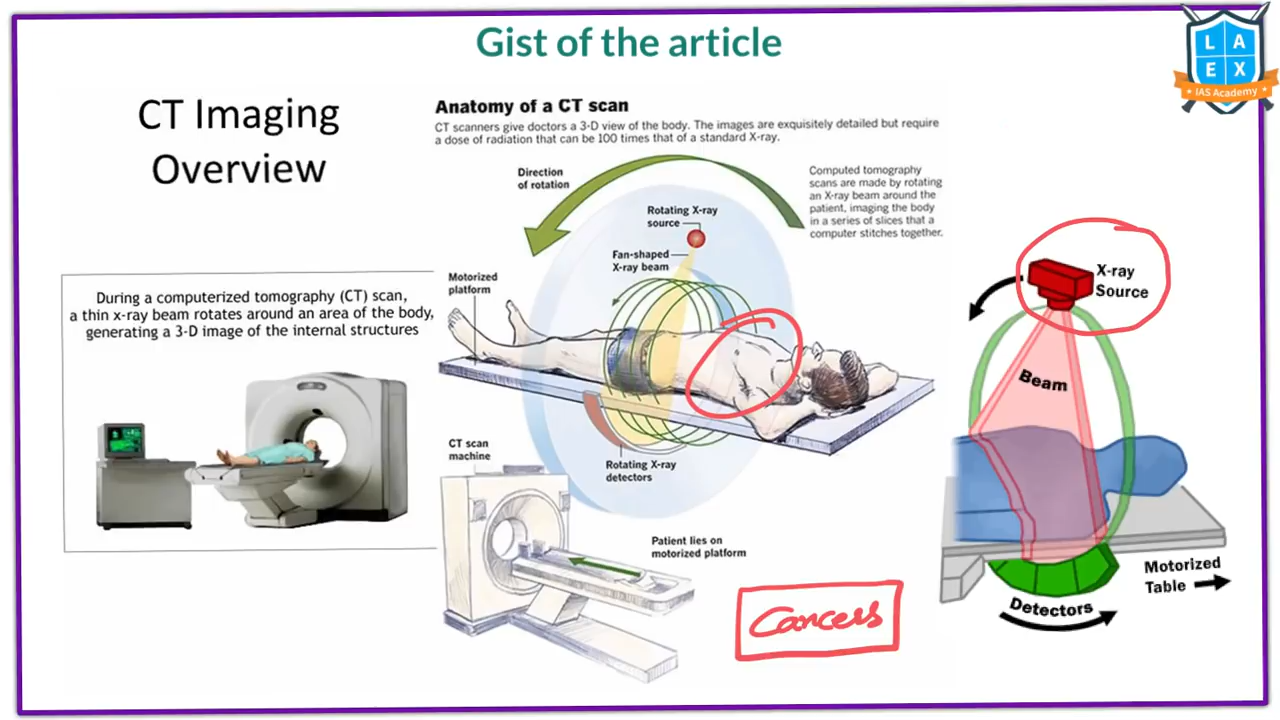 Gist of the article
L A
E X
IAS Academy
CT Imaging
Overview
During a computerized tomography (CT) scan,
a thin x-ray beam rotates around an area of the body,
generating a 3-D image of the internal structures
Anatomy of a CT scan
CT scanners give doctors a 3-D view of the body. The images are exquisitely detailed but require
a dose of radiation that can be 100 times that of a standard X-ray.
Direction
of rotation
Computed tomography
scans are made by rotating
an X-ray beam around the
patient, imaging the body
in a series of slices that a
computer stitches together.
Rotating X-ray
source
Fan-shaped
X-ray beam
Motorized
platform
CT scan
machine
Rotating X-ray
detectors
Patient lies on
motorized platform
Cancers
X-ray
Source
Beam
Motorized
Table
Detectors